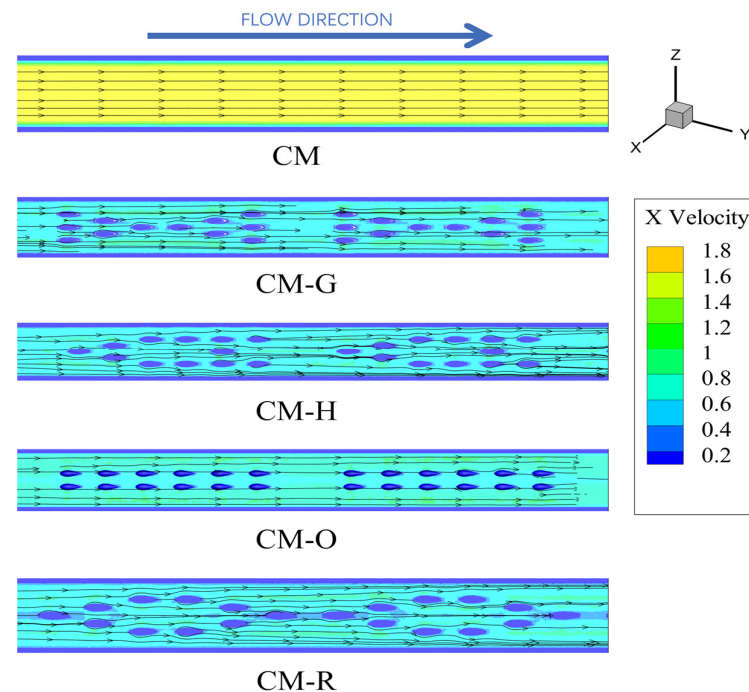 FLOW DIRECTION
CM
Z
X
Y
CM-G
CM-H
CM-O
CM-R
X Velocity
1.8
1.6
1.4
1.2
1
0.8
0.6
0.4
0.2